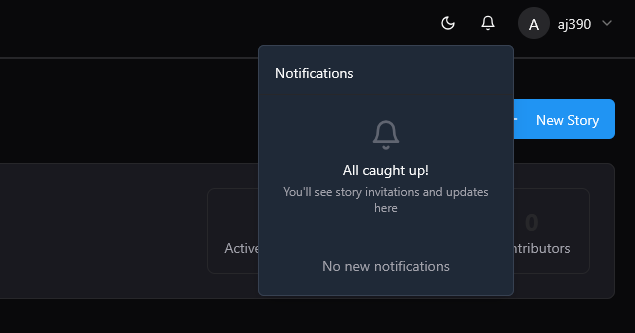 A aj390
Notifications
New Story
All caught up!
You'll see story invitations and updates
here
0
Active
ntributors
No new notifications